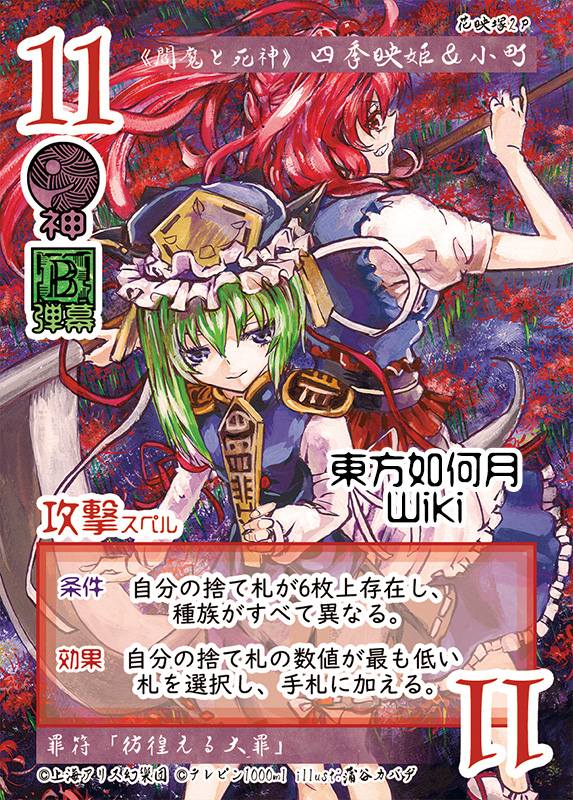 花映塚2P
11
《閻魔と死神》 四季映姫&小町
神
B
弾幕
東方如何月
Wiki
攻撃スペル
条件 自分の捨て札が6枚上存在し、
種族がすべて異なる。
効果 自分の捨て札の数値が最も低い
札を選択し、手札に加える。
11
罪符「彷徨える大罪」
©上海アリス幻樂団 ©テレピン1000ml illust:蒲谷カバヂ